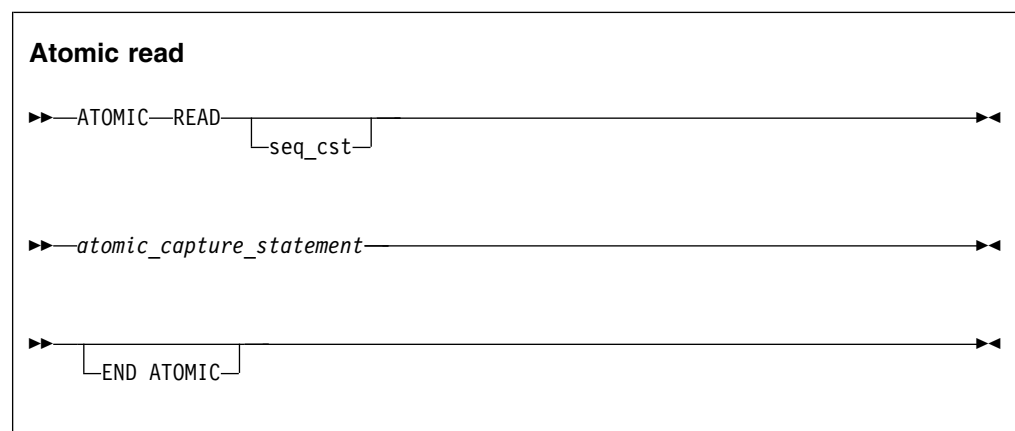 Atomic read
ATOMIC READ
seq_cst
atomic_capture_statement
END ATOMIC